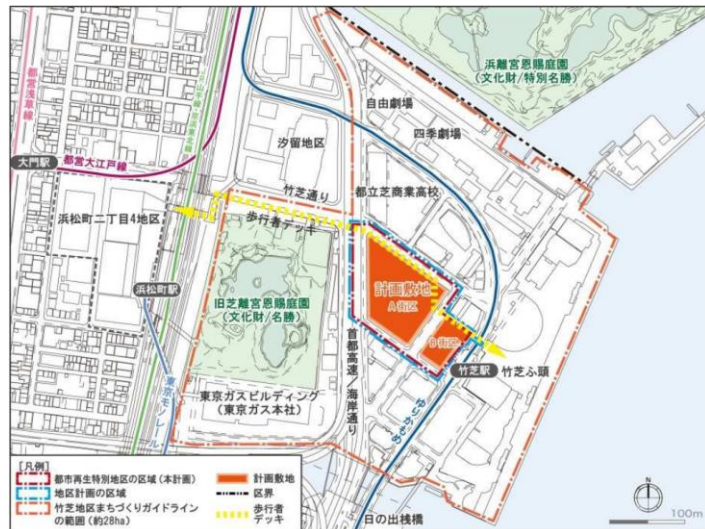 浜離宮恩賜庭園
(文化財/特別名勝)
都営浅草線
JR山手線・京浜東北線
自由劇場
四季劇場
汐留地区
大門駅
都営大江戸線
竹芝通り
都立芝商業高校
浜松町二丁目4地区
歩行者デッキ
計画敷地
A街区
浜松町駅
旧芝離宮恩賜庭園
(文化財/名勝)
B街区
首都高速/海岸通り
竹芝駅
竹芝ふ頭
東京モノレール
東京ガスビルディング
(東京ガス本社)
ゆりかもめ
[凡例]
都市再生特別地区の区域(本計画)
地区計画の区域
竹芝地区まちづくりガイドライン
の範囲(約28ha)
計画敷地
区界
歩行者
デッキ
日の出桟橋
N
100m